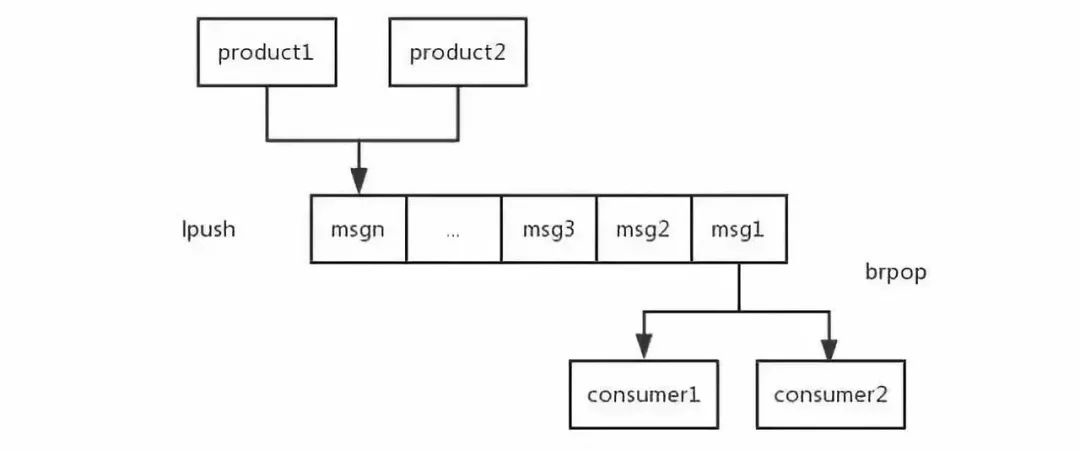 product1 product2
lpush msgn ... msg3 msg2 msg1
brpop
consumer1 consumer2